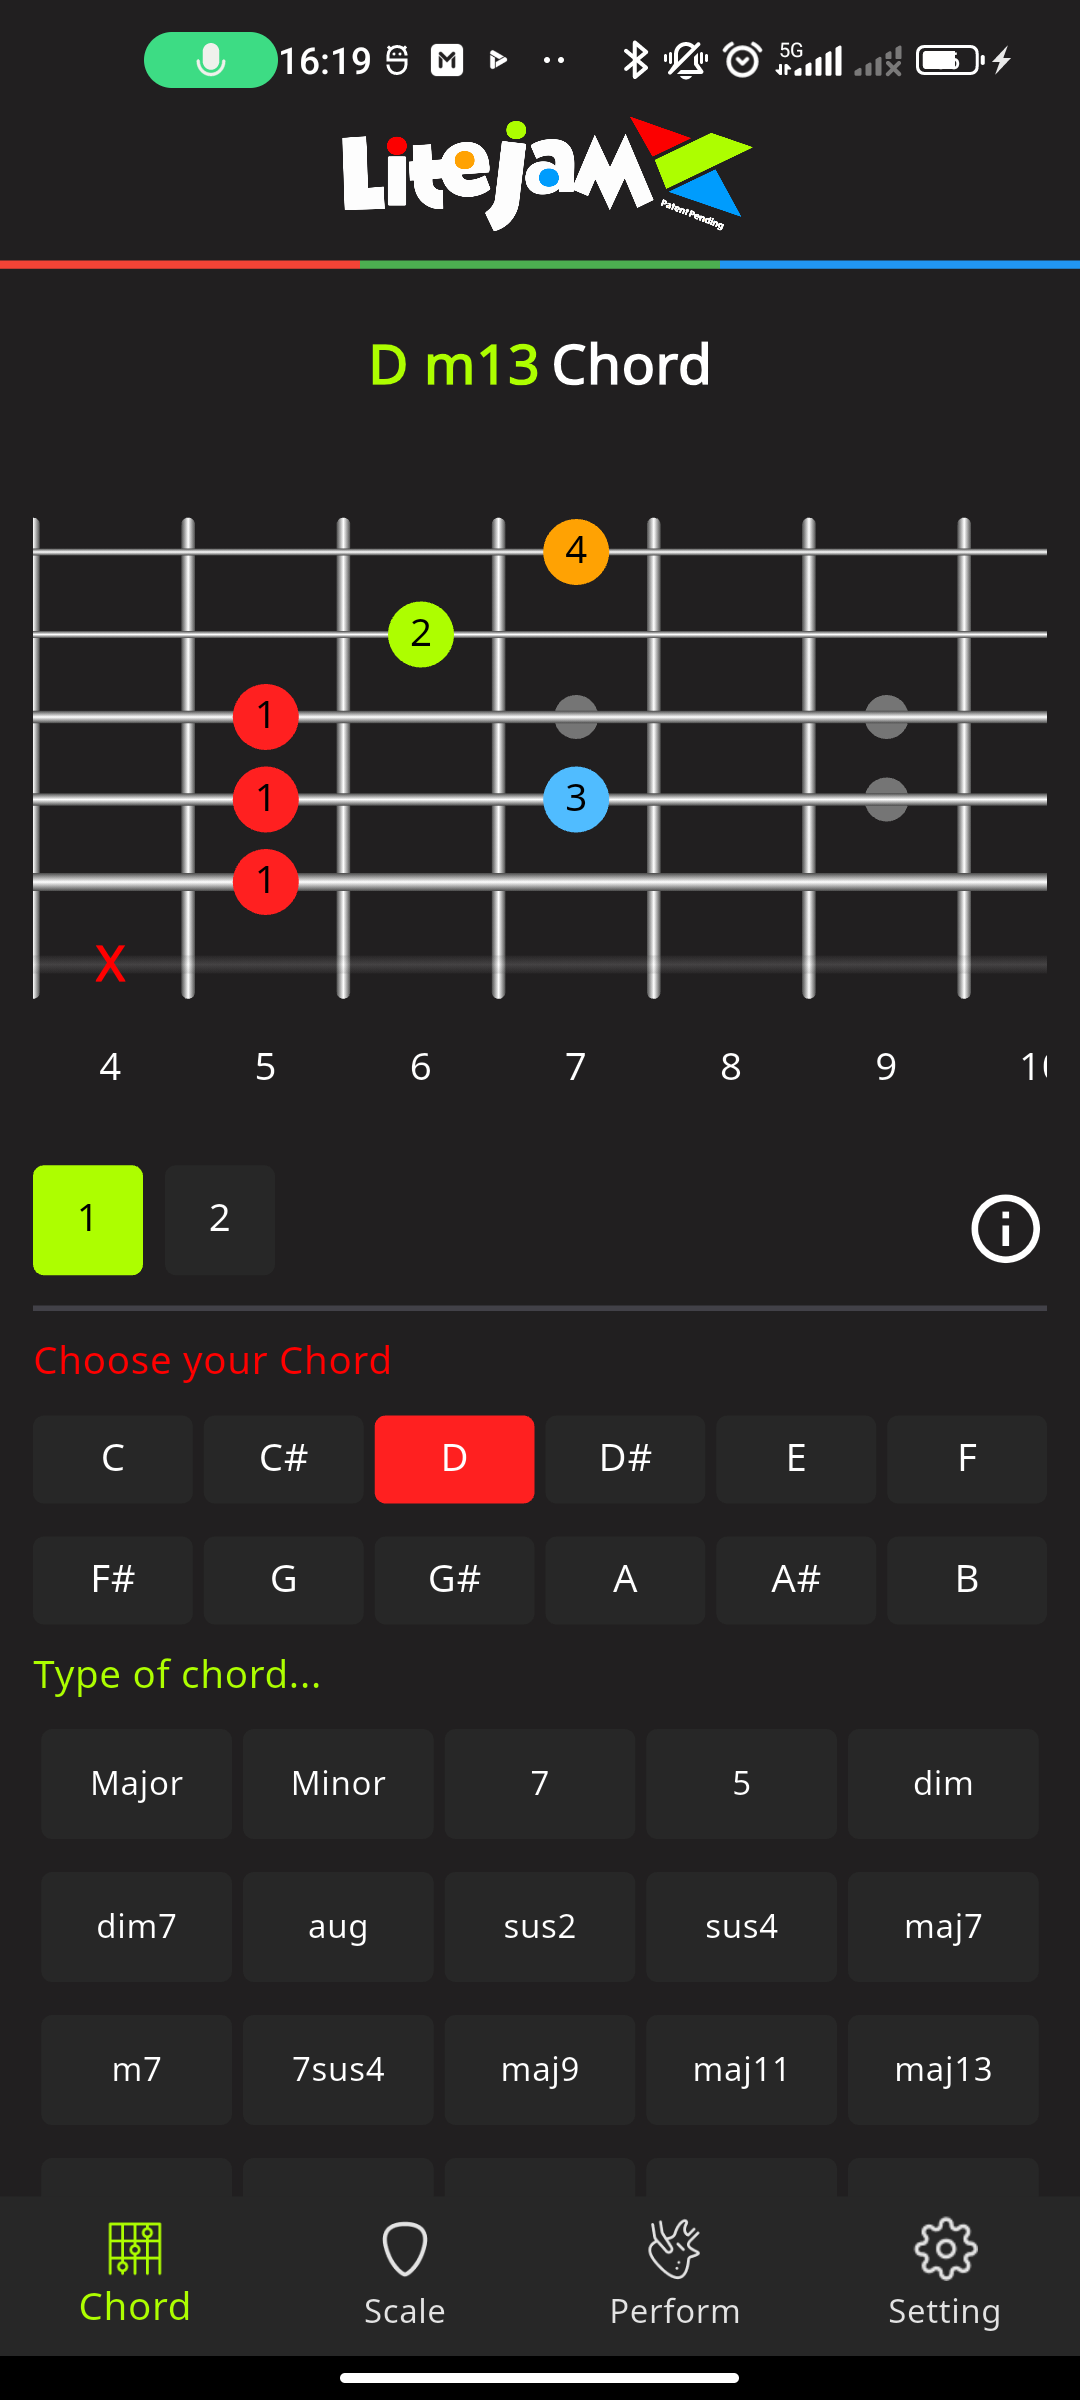 16:19 5G
Litejam
Patent Pending
D m13 Chord
4
2
1
1 3
1
X
4 5 6 7 8 9
1 2
Choose your Chord
C C# D D# E F
F# G G# A A# B
Type of chord...
Major Minor 7 5 dim
dim7 aug sus2 sus4 maj7
m7 7sus4 maj9 maj11 maj13
Chord Scale Perform Setting